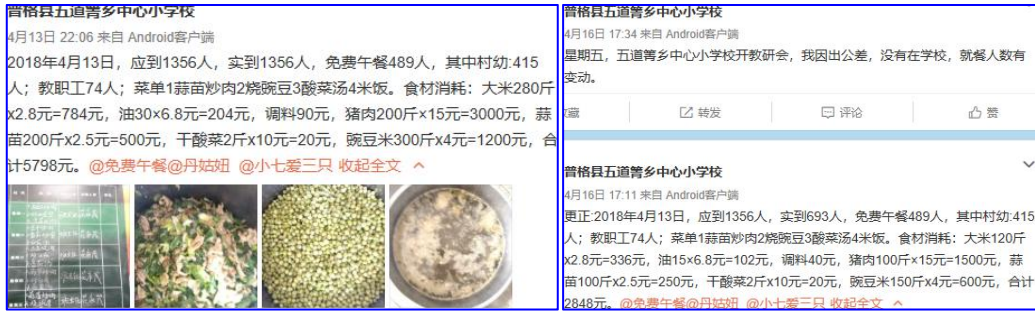 普格县五道箐乡中心小学校
4月13日 22:06 来自 Android客户端
2018年4月13日，应到1356人，实到1356人，免费午餐489人，其中村幼:415
人；教职工74人；菜单1蒜苗炒肉2烧豌豆3酸菜汤4米饭。食材消耗：大米280斤
x2.8元=784元，油30×6.8元=204元，调料90元，猪肉200斤×15元=3000元，蒜
苗200斤x2.5元=500元，干酸菜2斤x10元=20元，豌豆米300斤x4元=1200元，合
计5798元。@免费午餐@丹姑妞 @小七爱三只 收起全文
普格县五道箐乡中心小学校
4月16日 17:34 来自 Android客户端
星期五，五道箐乡中心小学校开教研会，我因出公差，没有在学校，就餐人数有
变动。
收藏 转发 评论 赞
普格县五道箐乡中心小学校
4月16日 17:11 来自 Android客户端
更正:2018年4月13日，应到1356人，实到693人，免费午餐489人，其中村幼:415
人；教职工74人；菜单1蒜苗炒肉2烧豌豆3酸菜汤4米饭。食材消耗：大米120斤
x2.8元=336元，油15×6.8元=102元，调料40元，猪肉100斤÷15元=1500元，蒜
苗100斤x2.5元=250元，干酸菜2斤x10元=20元，豌豆米150斤x4元=600元，合计
2848元。@免费午餐@丹姑妞 @小七爱三只 收起全文